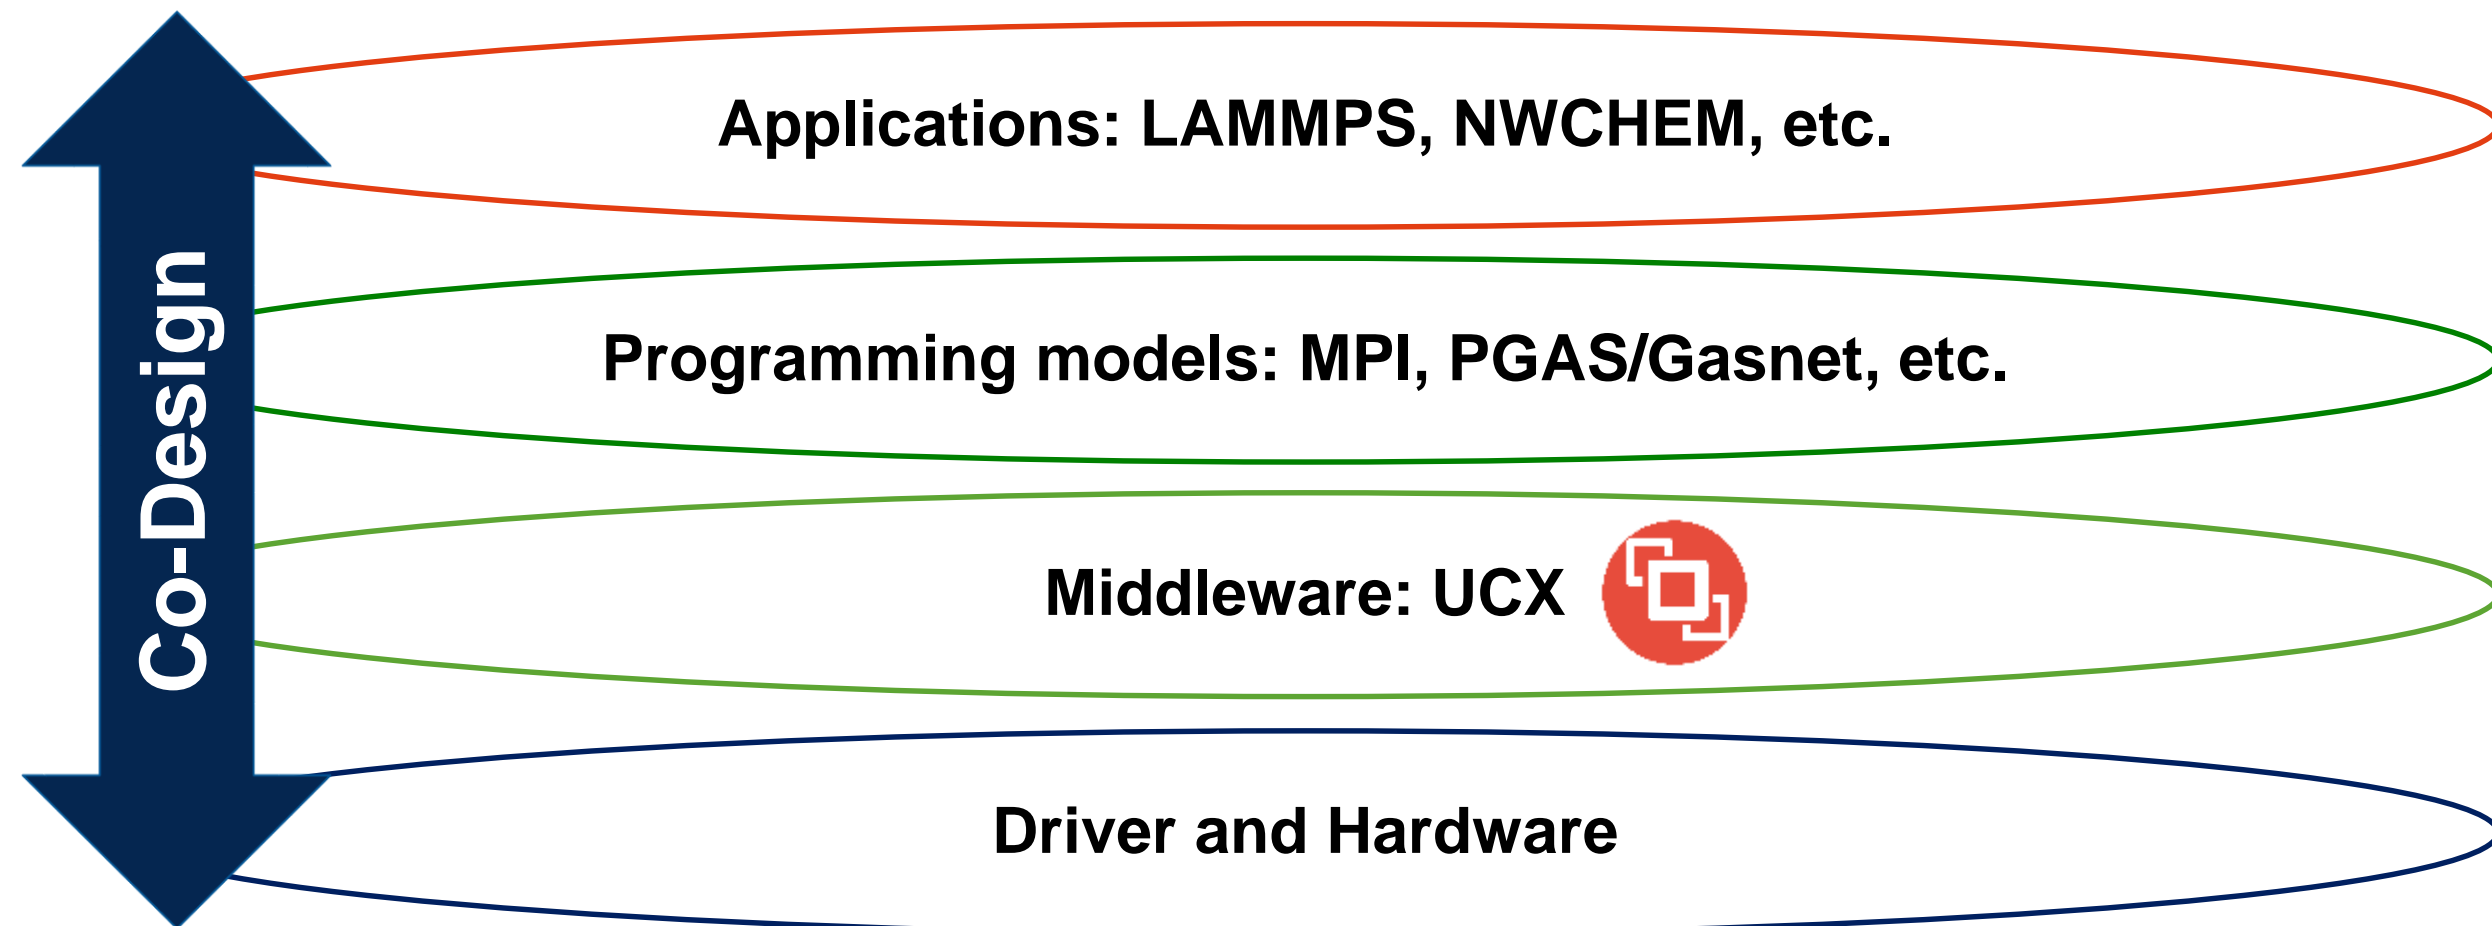 Co-Design
Applications: LAMMPS, NWCHEM, etc.
Programming models: MPI, PGAS/Gasnet, etc.
Middleware: UCX
Driver and Hardware